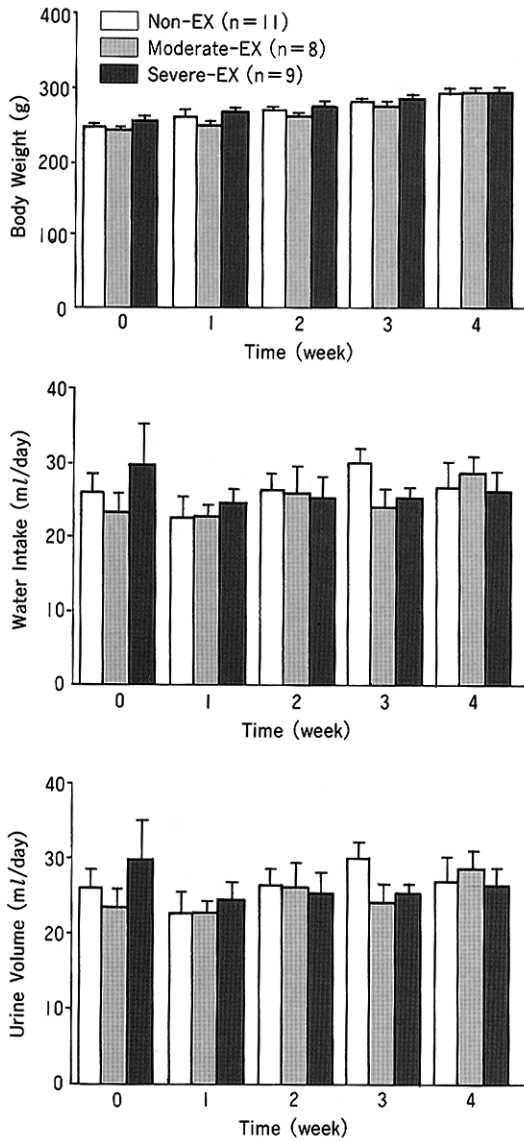 400
Non-EX (n=11)
Moderate-EX (n=8)
Severe-EX (n=9)
300
200
100
0
Body Weight (g)
0 1 2 3 4
Time (week)
40
30
20
10
0
Water Intake (ml/day)
0 1 2 3 4
Time (week)
40
30
20
10
0
Urine Volume (ml/day)
0 1 2 3 4
Time (week)